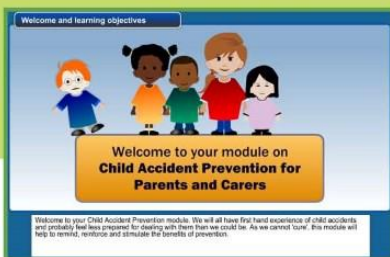 Welcome and learning objectives
Welcome to your module on
Child Accident Prevention for
Parents and Carers
Welcome to your Child Accident Prevention module. We will all have first hand experience of child accidents
and probably feel less prepared for dealing with them than we could be. As we cannot 'cure', this module will
help to remind, reinforce and stimulate the benefits of prevention.